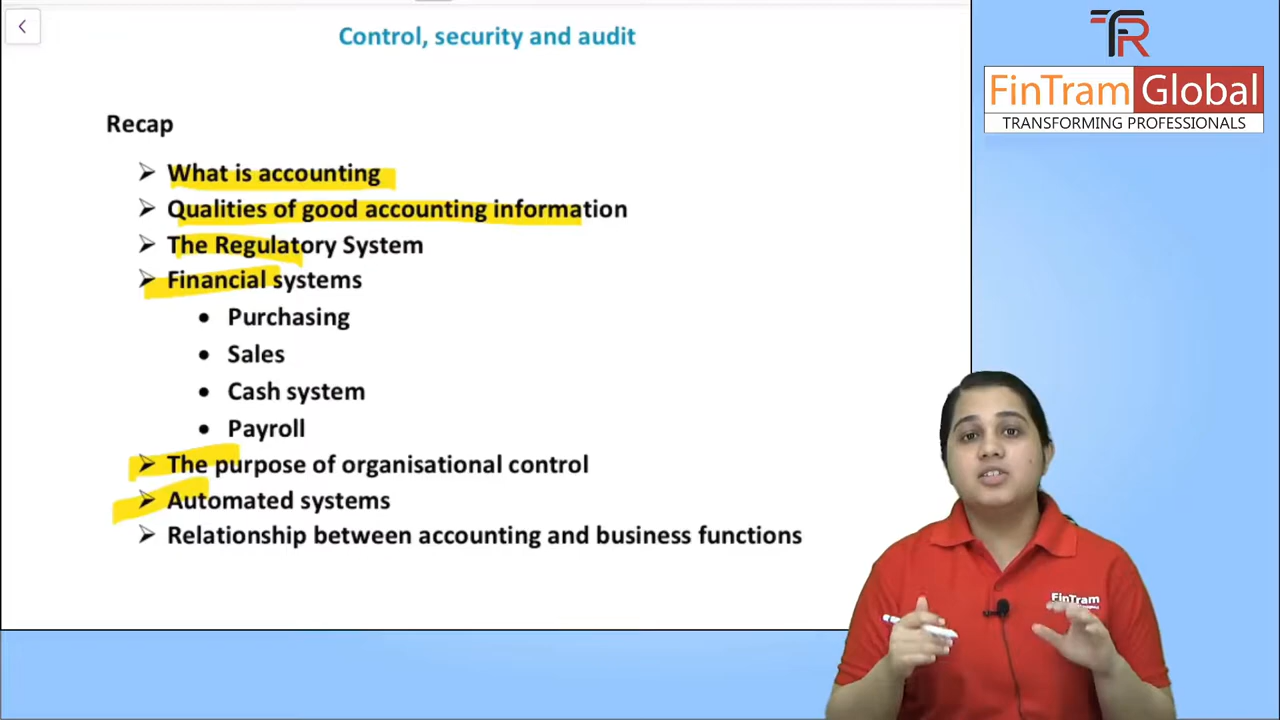 Control, security and audit
FinTram Global
TRANSFORMING PROFESSIONALS
Recap
➢ What is accounting
➢ Qualities of good accounting information
➢ The Regulatory System
➢ Financial systems
• Purchasing
• Sales
• Cash system
• Payroll
➢ The purpose of organisational control
➢ Automated systems
➢ Relationship between accounting and business functions
FinTram